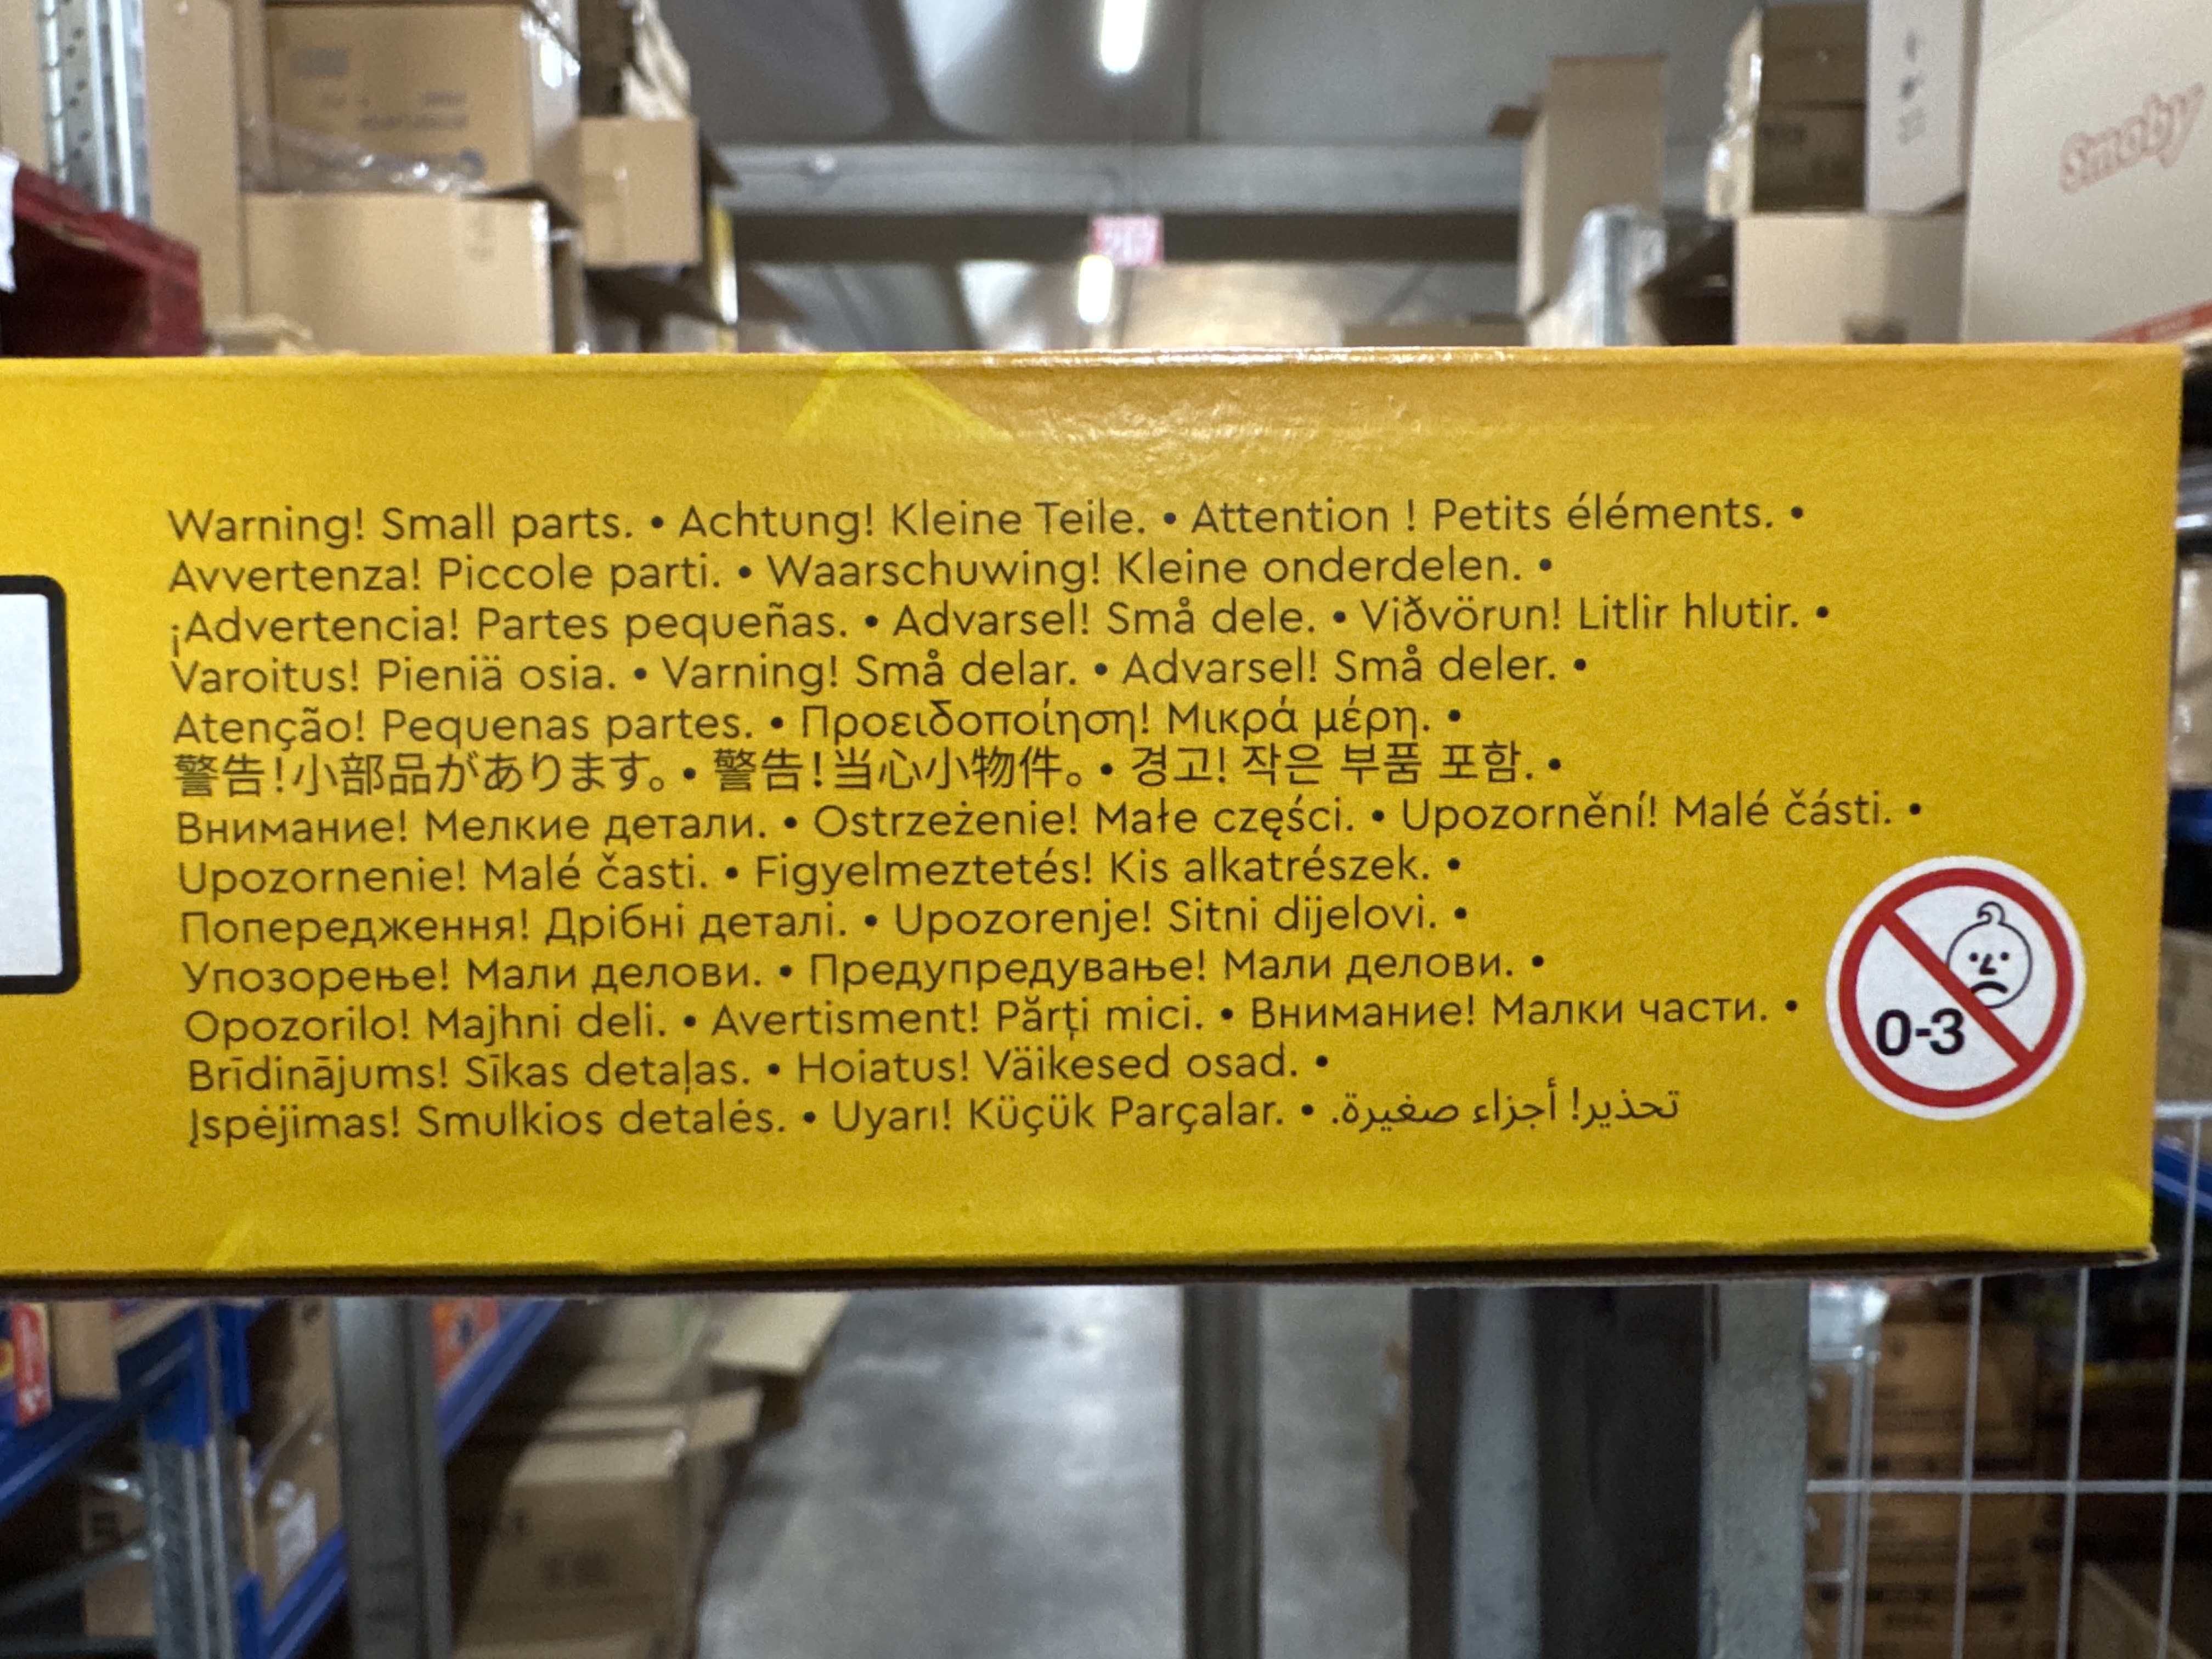 Smoby
Warning! Small parts. • Achtung! Kleine Teile. • Attention ! Petits éléments. •
Avvertenza! Piccole parti. • Waarschuwing! Kleine onderdelen. •
¡Advertencia! Partes pequeñas. • Advarsel! Små dele. • Viðvörun! Litlir hlutir. •
Varoitus! Pieniä osia. • Varning! Små delar. • Advarsel! Små deler. •
Atenção! Pequenas partes. • Προειδοποίηση! Μικρά μέρη. •
警告!小部品があります。• 警告!当心小物件。• 경고! 작은 부품 포함. •
Внимание! Мелкие детали. • Ostrzeżenie! Małe części. • Upozornění! Malé části. •
Upozornenie! Malé časti. • Figyelmeztetés! Kis alkatrészek. •
Попередження! Дрібні деталі. • Upozorenje! Sitni dijelovi. •
Упозорење! Мали делови. • Предупредување! Мали делови. •
Opozorilo! Majhni deli. • Avertisment! Părți mici. • Внимание! Малки части. •
Brīdinājums! Sīkas detaļas. • Hoiatus! Väikesed osad. •
Įspėjimas! Smulkios detalės. • Uyarı! Küçük Parçalar. • تحذير! أجزاء صغيرة.
0-3